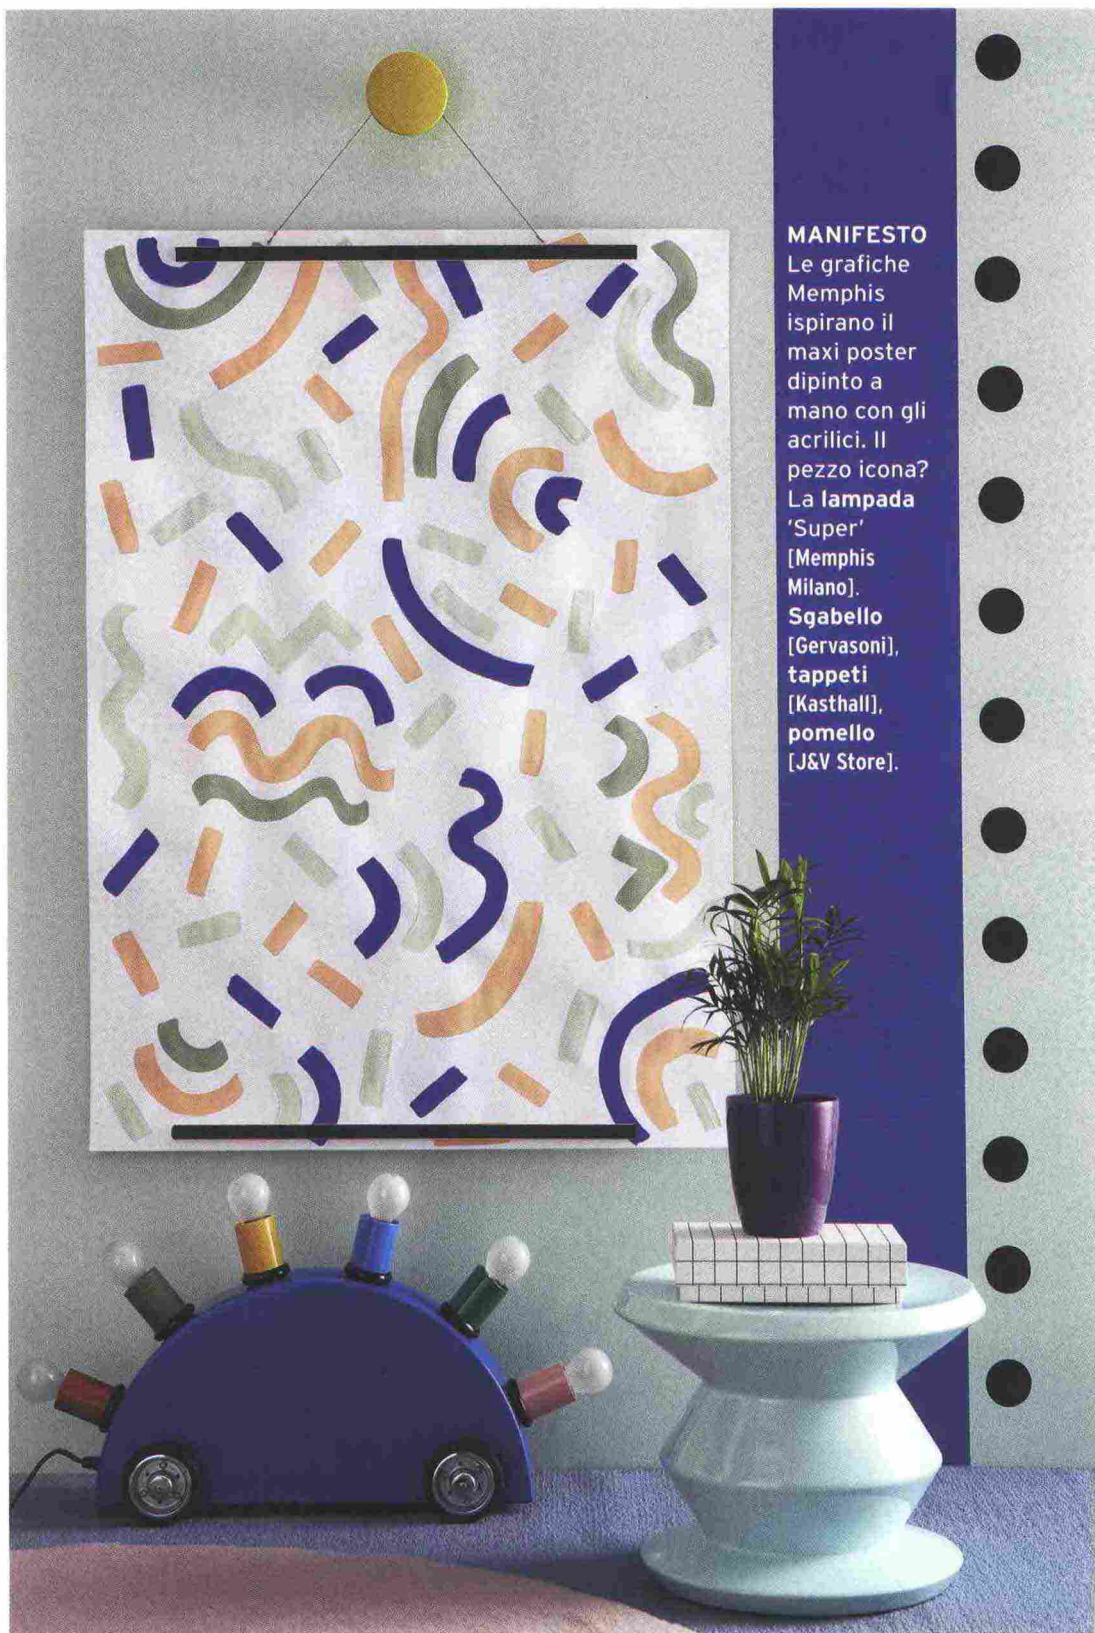 MANIFESTO
Le grafiche
Memphis
ispirano il
maxi poster
dipinto a
mano con gli
acrilici. Il
pezzo icona?
La lampada
'Super'
[Memphis
Milano].
Sgabello
[Gervasoni],
tappeti
[Kasthall],
pomello
[J&V Store].